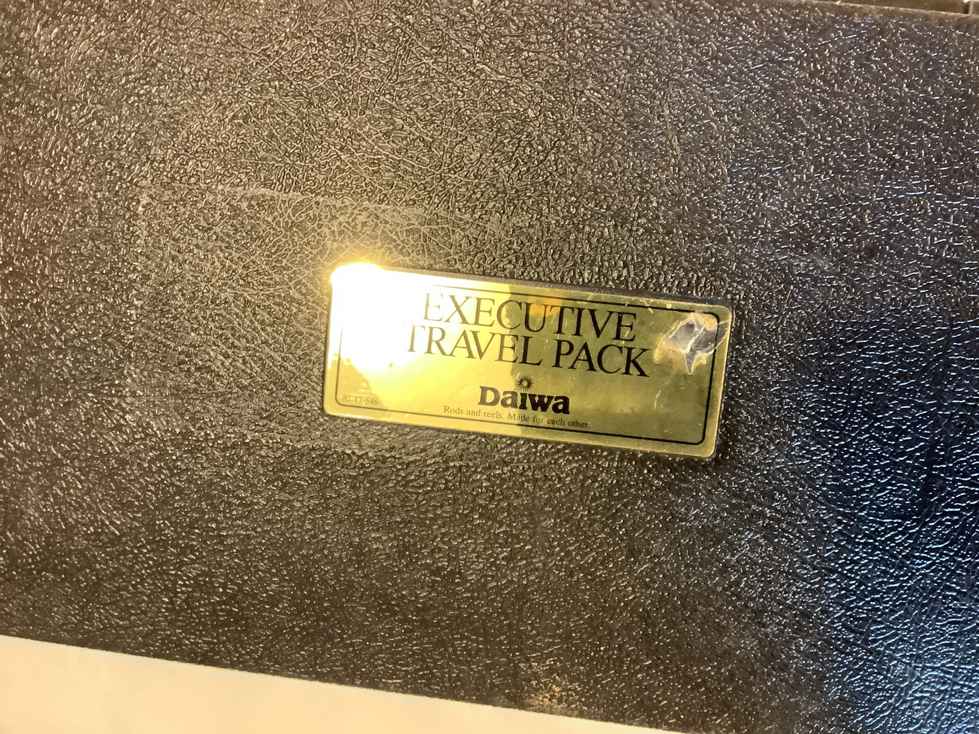 EXECUTIVE
TRAVEL PACK
Daiwa
Rods and reels. Made for each other.